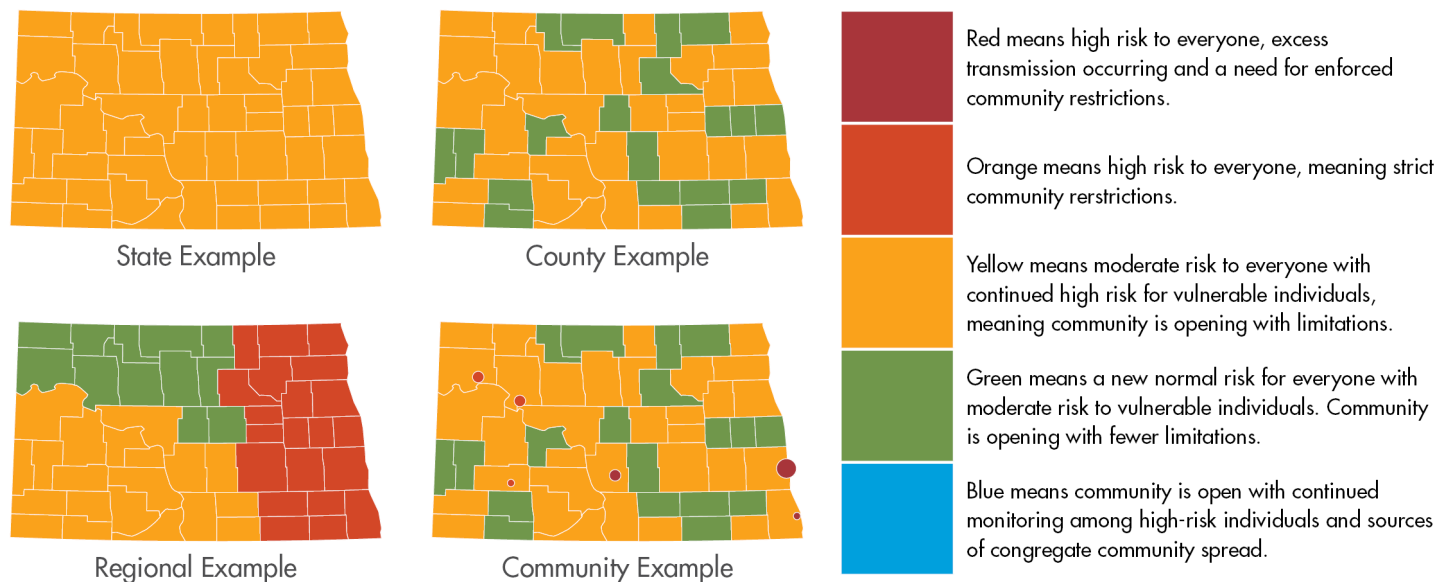 State Example
County Example
Regional Example
Community Example
Red means high risk to everyone, excess
transmission occurring and a need for enforced
community restrictions.
Orange means high risk to everyone, meaning strict
community rerstrictions.
Yellow means moderate risk to everyone with
continued high risk for vulnerable individuals,
meaning community is opening with limitations.
Green means a new normal risk for everyone with
moderate risk to vulnerable individuals. Community
is opening with fewer limitations.
Blue means community is open with continued
monitoring among high-risk individuals and sources
of congregate community spread.